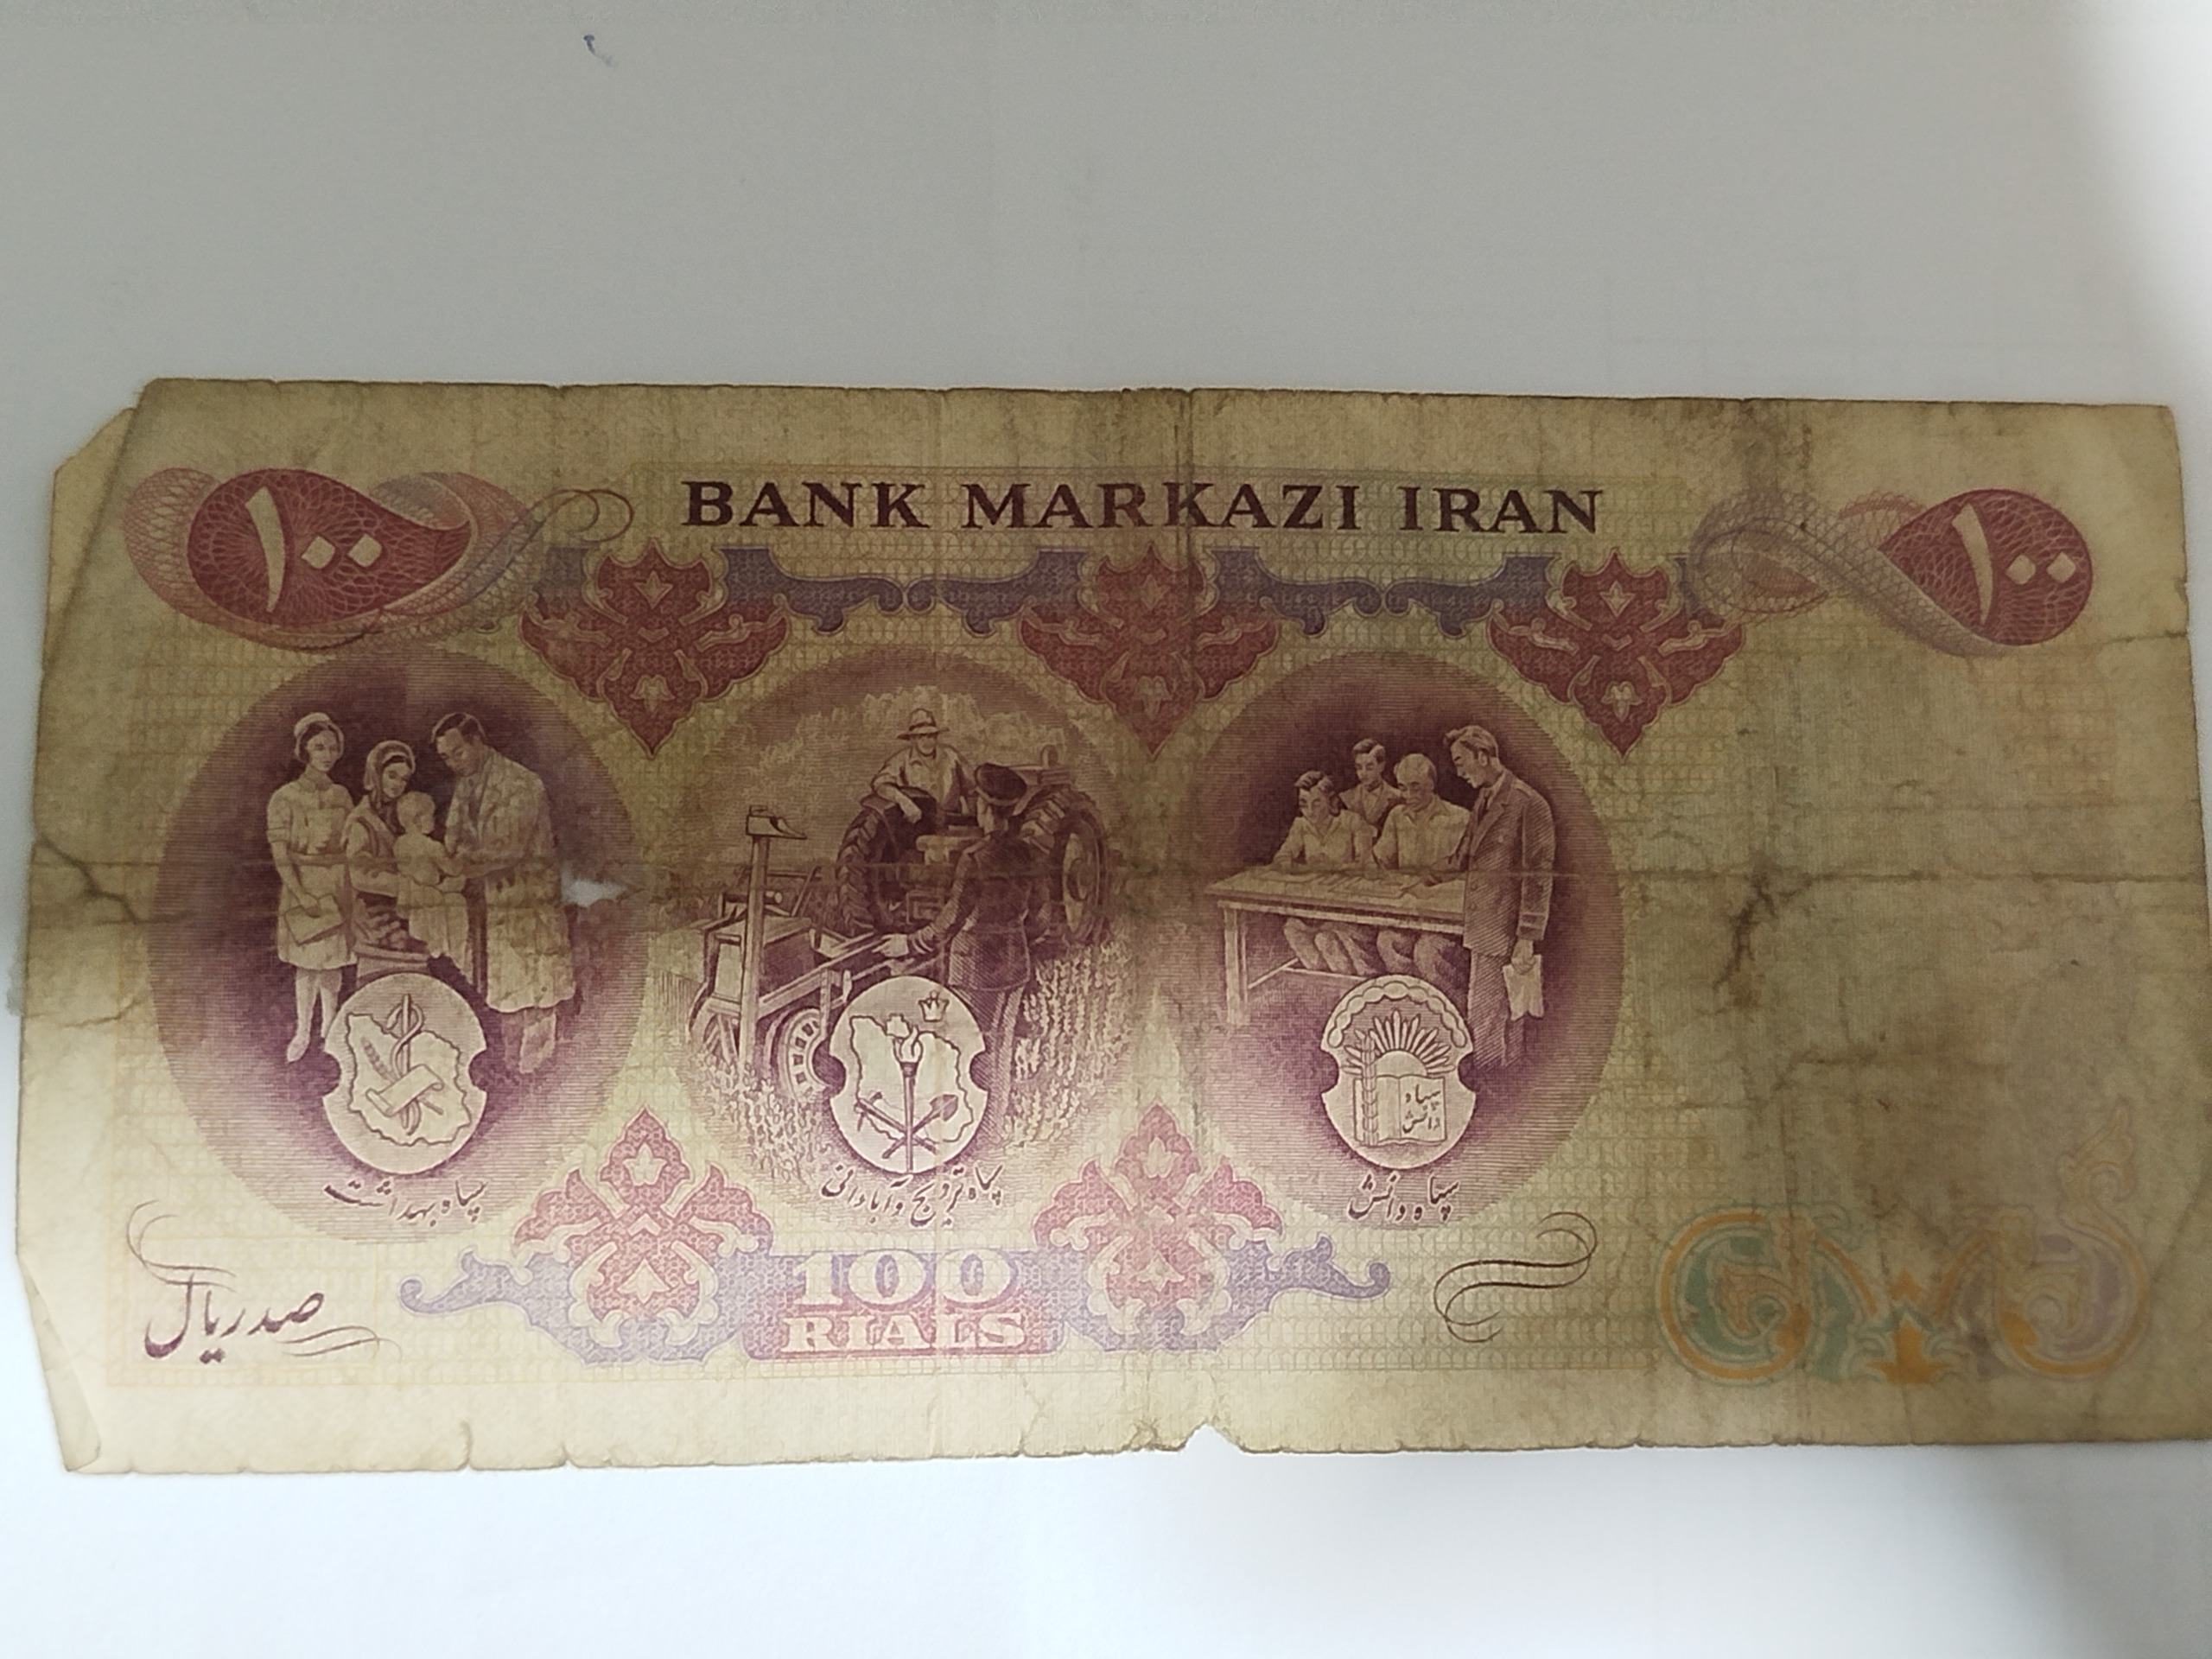 BANK MARKAZI IRAN
۱۰۰
۱۰۰
سپاه
دانش
سپاه بهداشت
سپاه ترویج و آبادانی
سپاه دانش
صد ریال
100
RIALS